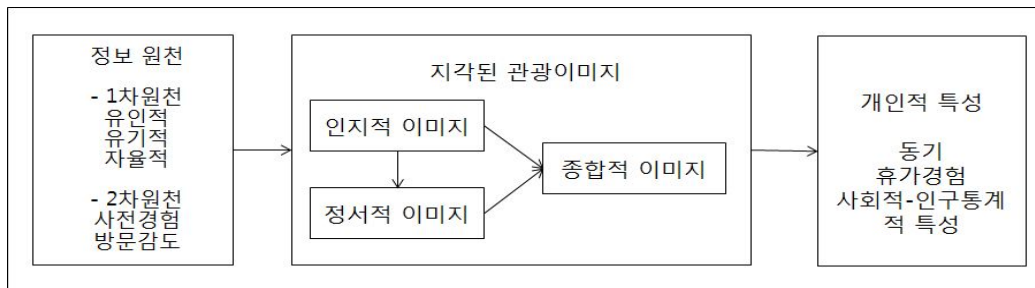 정보 원천
- 1차원천
유인적
유기적
자율적
- 2차원천
사전경험
방문감도
지각된 관광이미지
인지적 이미지
정서적 이미지
종합적 이미지
개인적 특성
동기
휴가경험
사회적-인구통계
적 특성